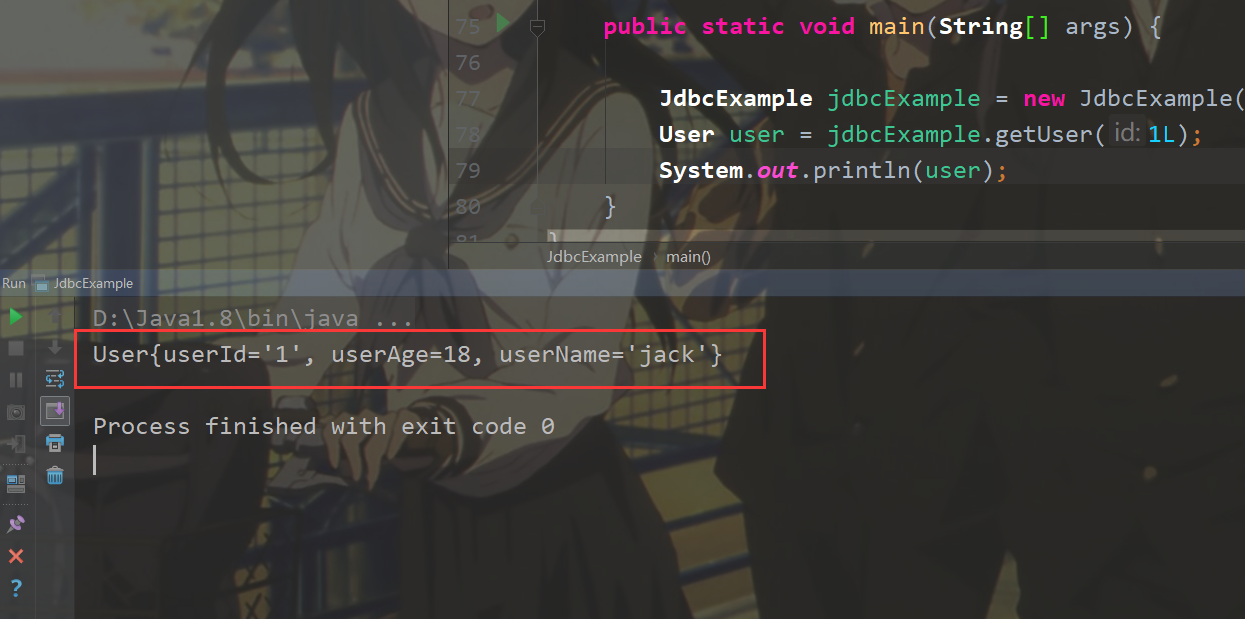 75 public static void main(String[] args) {
76
77 JdbcExample jdbcExample = new JdbcExample(
78 User user = jdbcExample.getUser( id: 1L);
79 System.out.println(user);
80 }
81 }
JdbcExample › main()
Run JdbcExample
D:\Java1.8\bin\java ...
User{userId='1', userAge=18, userName='jack'}
Process finished with exit code 0